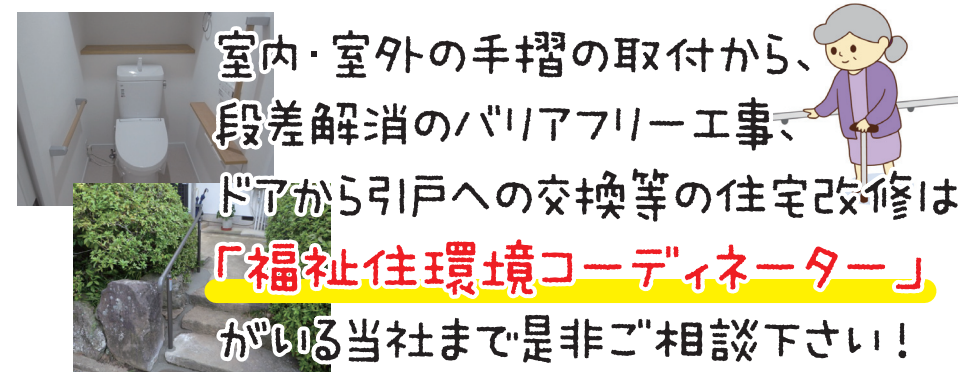 室内・室外の手摺の取付から、
段差解消のバリアフリー工事、
ドアから引戸への交換等の住宅改修は
「福祉住環境コーディネーター」
がいる当社まで是非ご相談下さい！